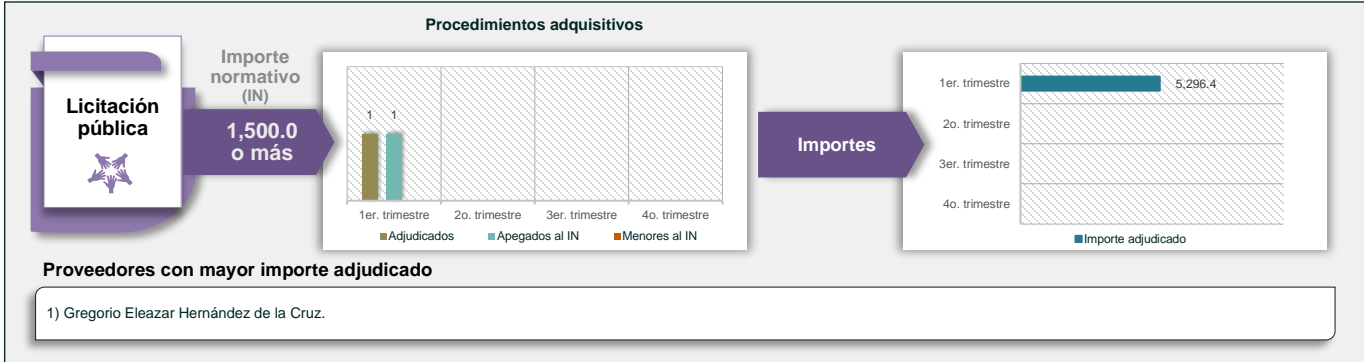 Procedimientos adquisitivos
Licitación
pública
Importe
normativo
(IN)
1,500.0
o más
1 1
1er. trimestre 2o. trimestre 3er. trimestre 4o. trimestre
Adjudicados Apegados al IN Menores al IN
Importes
1er. trimestre 5,296.4
2o. trimestre
3er. trimestre
4o. trimestre
Importe adjudicado
Proveedores con mayor importe adjudicado
1) Gregorio Eleazar Hernández de la Cruz.